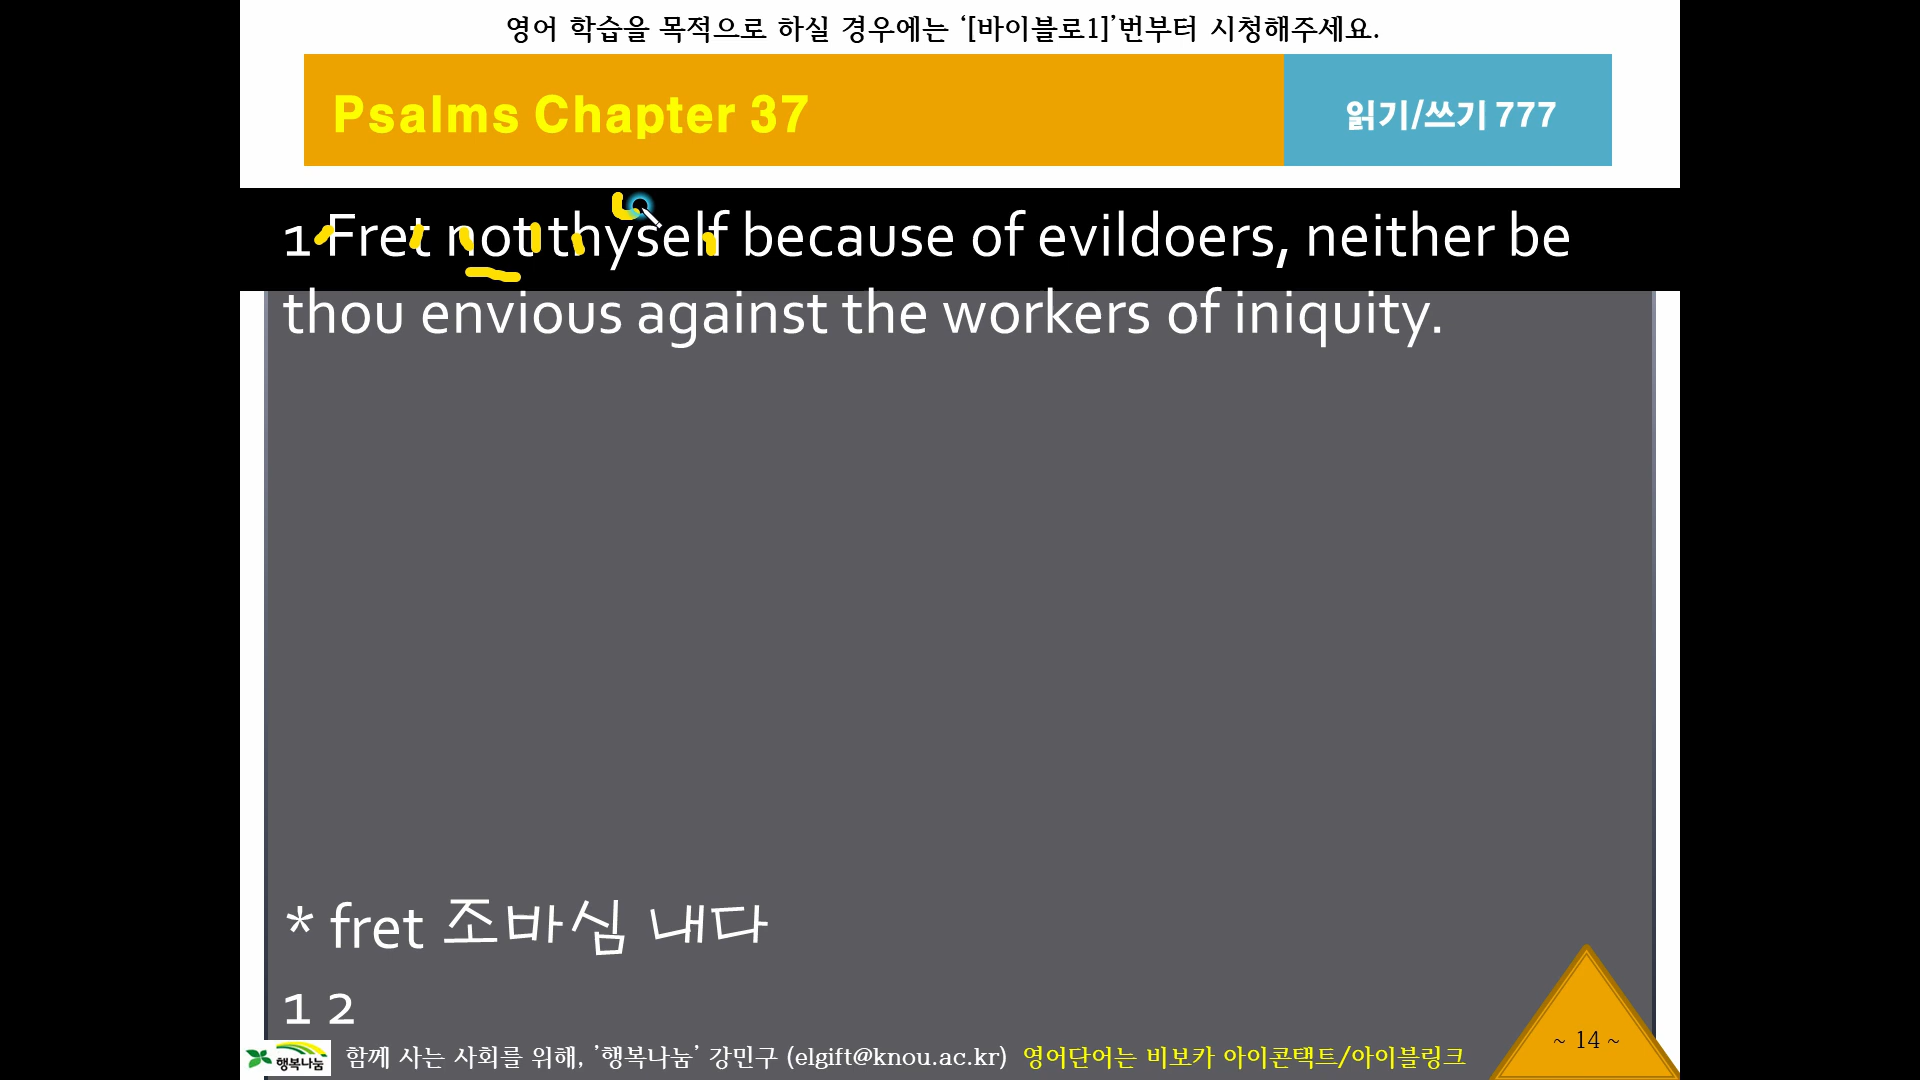 영어 학습을 목적으로 하실 경우에는 ‘[바이블로1]’번부터 시청해주세요.
Psalms Chapter 37
읽기/쓰기 777
1 Fret not thyself because of evildoers, neither be
thou envious against the workers of iniquity.
* fret 조바심 내다
1 2
~ 14 ~
행복나눔
함께 사는 사회를 위해, ’행복나눔’ 강민구 (elgift@knou.ac.kr) 영어단어는 비보카 아이콘택트/아이블링크